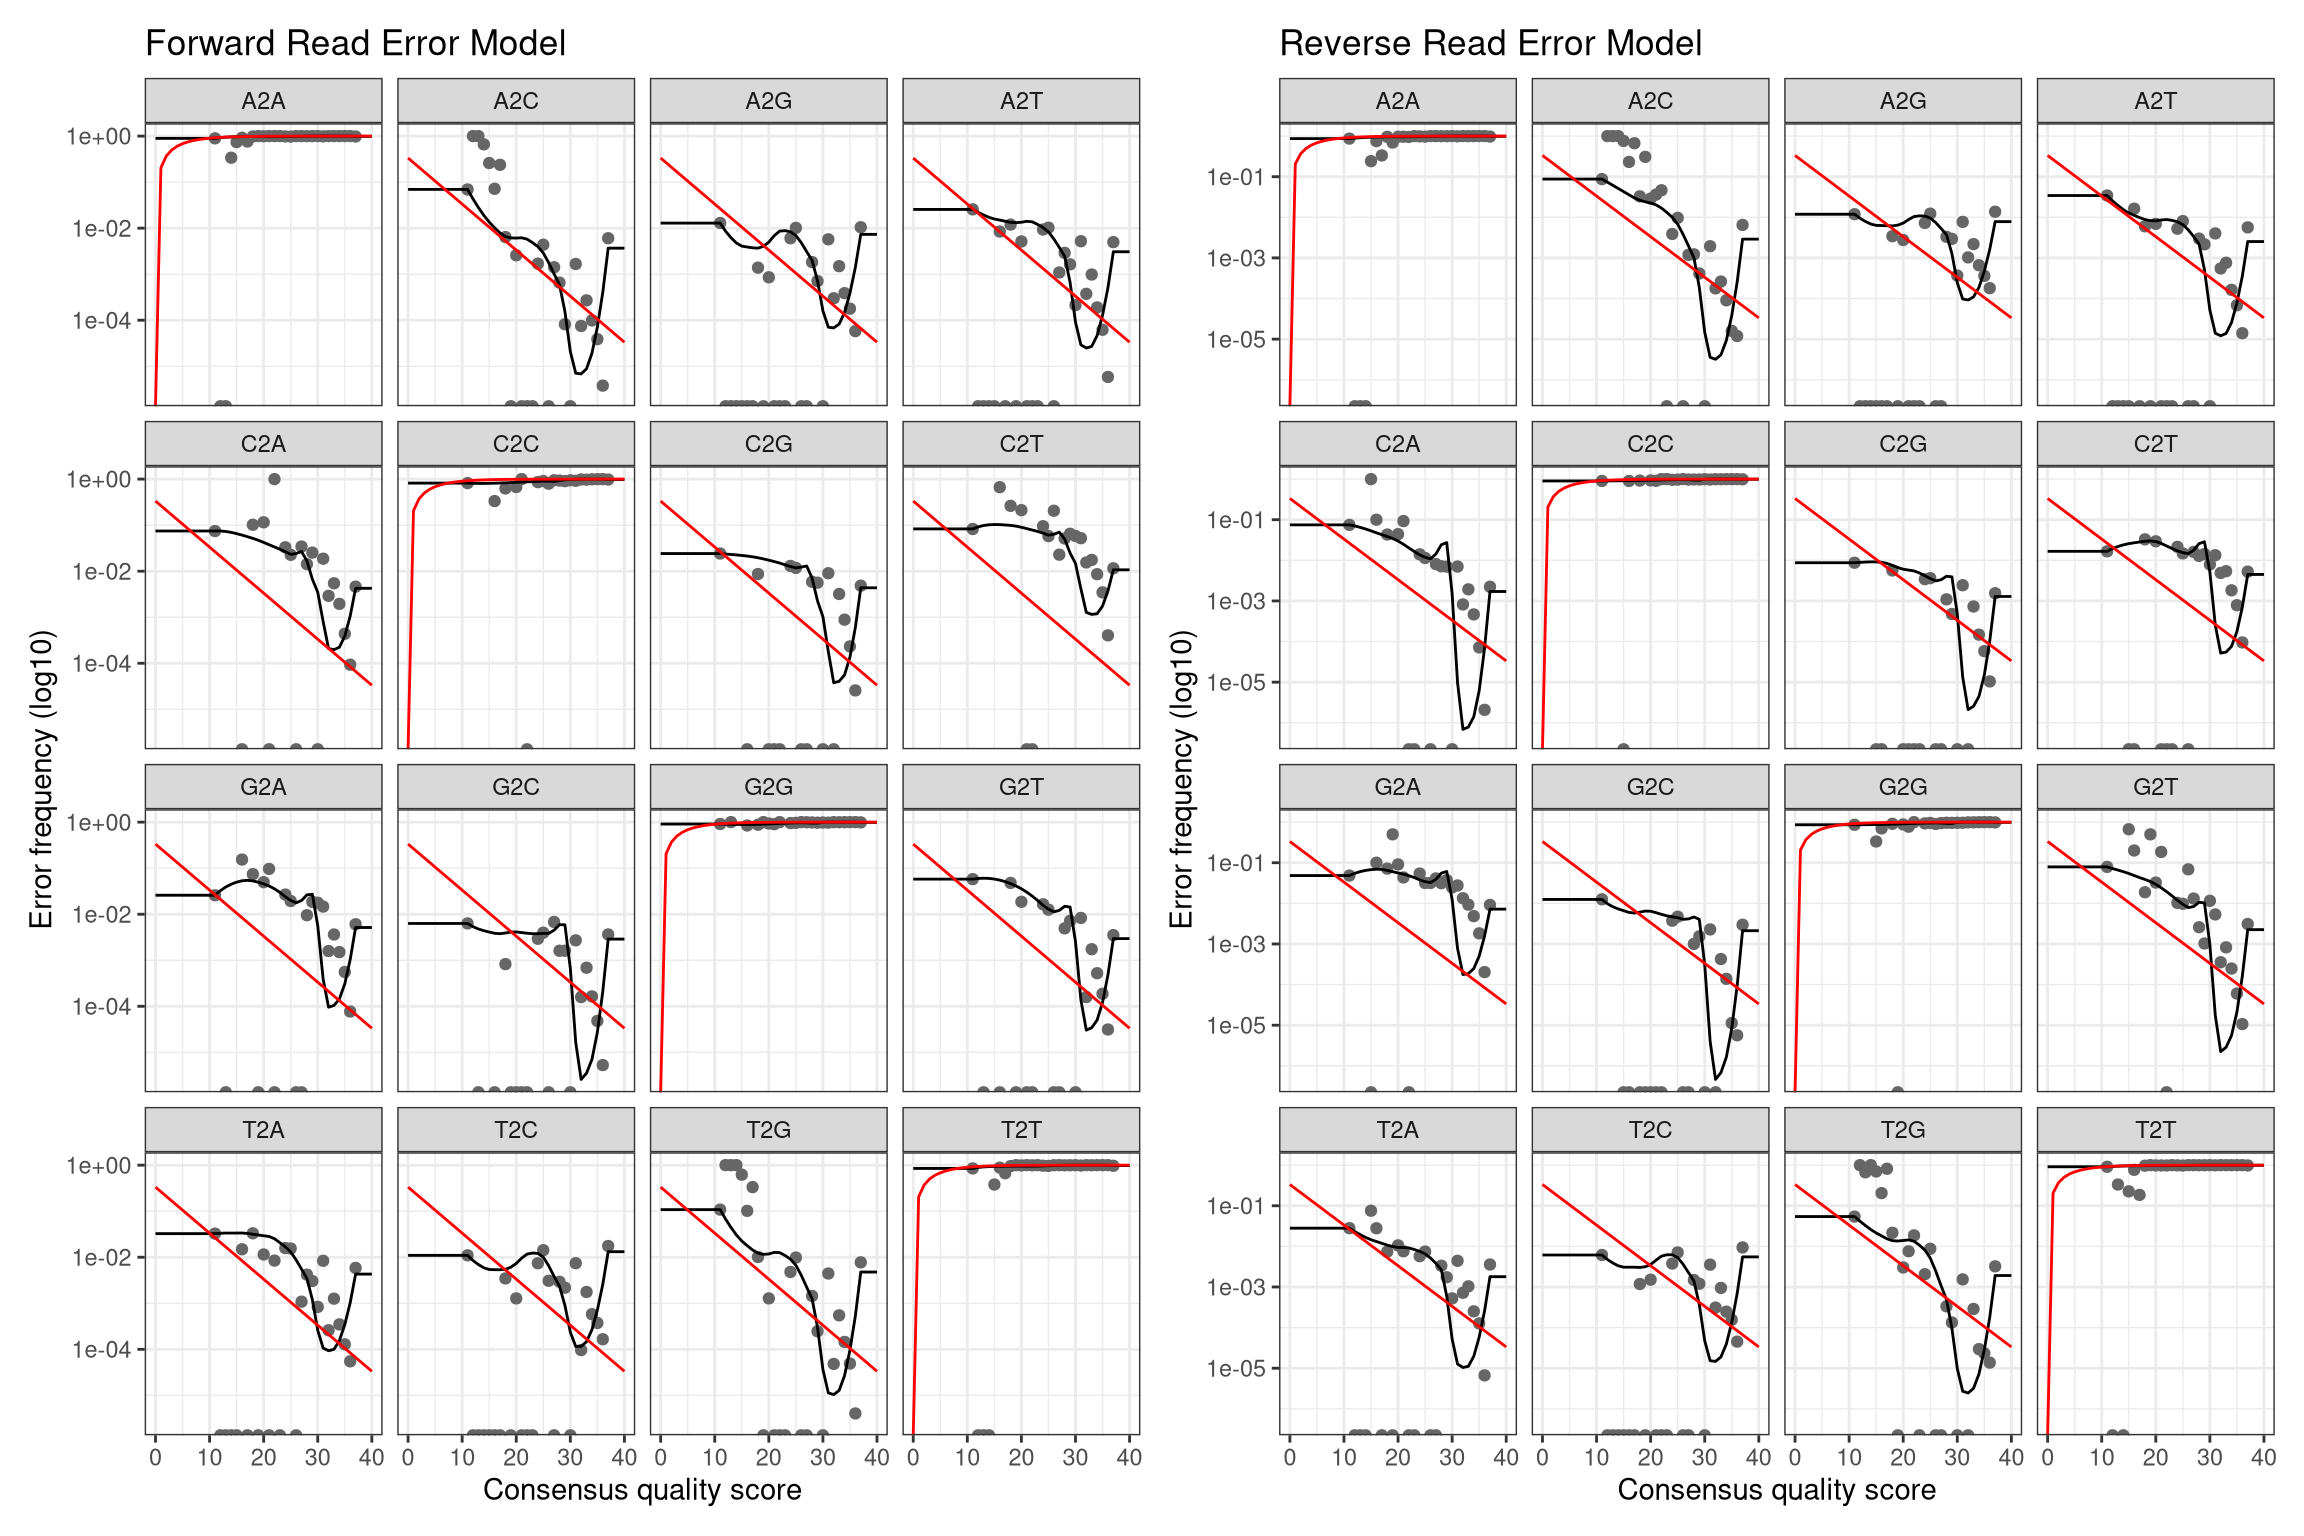 Forward Read Error Model
Reverse Read Error Model
A2A A2C A2G A2T
A2A A2C A2G A2T
1e+00
1e-02
1e-04
1e-01
1e-03
1e-05
C2A C2C C2G C2T
C2A C2C C2G C2T
1e+00
1e-02
1e-04
1e-01
1e-03
1e-05
G2A G2C G2G G2T
G2A G2C G2G G2T
1e+00
1e-02
1e-04
1e-01
1e-03
1e-05
T2A T2C T2G T2T
T2A T2C T2G T2T
1e+00
1e-02
1e-04
1e-01
1e-03
1e-05
0 10 20 30 40 0 10 20 30 40 0 10 20 30 40 0 10 20 30 40
0 10 20 30 40 0 10 20 30 40 0 10 20 30 40 0 10 20 30 40
Consensus quality score
Consensus quality score
Error frequency (log10)
Error frequency (log10)